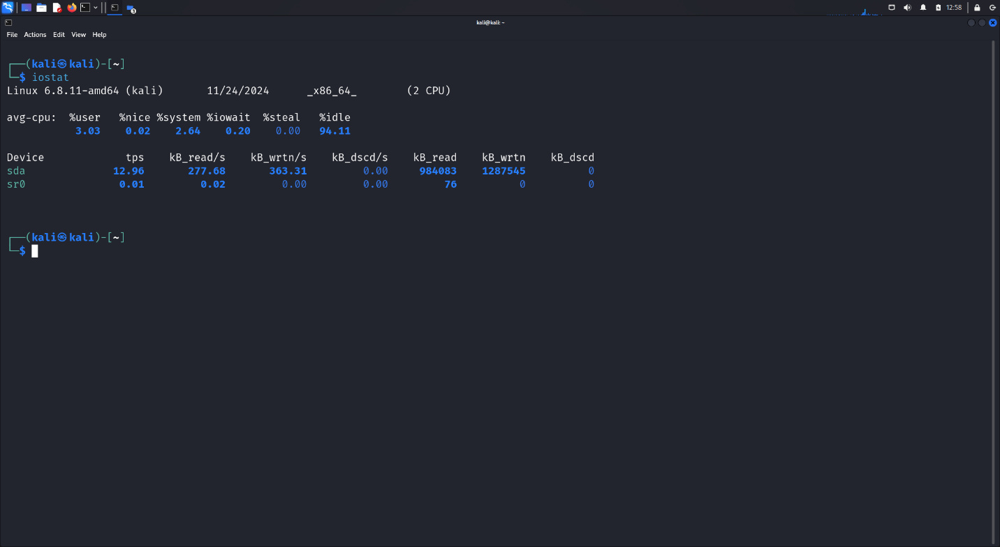 12:58
kali@kali: ~
File Actions Edit View Help
┌──(kali㉿kali)-[~]
└─$ iostat
Linux 6.8.11-amd64 (kali) 11/24/2024 _x86_64_ (2 CPU)
avg-cpu: %user %nice %system %iowait %steal %idle
3.03 0.02 2.64 0.20 0.00 94.11
Device tps kB_read/s kB_wrtn/s kB_dscd/s kB_read kB_wrtn kB_dscd
sda 12.96 277.68 363.31 0.00 984083 1287545 0
sr0 0.01 0.02 0.00 0.00 76 0 0
┌──(kali㉿kali)-[~]
└─$